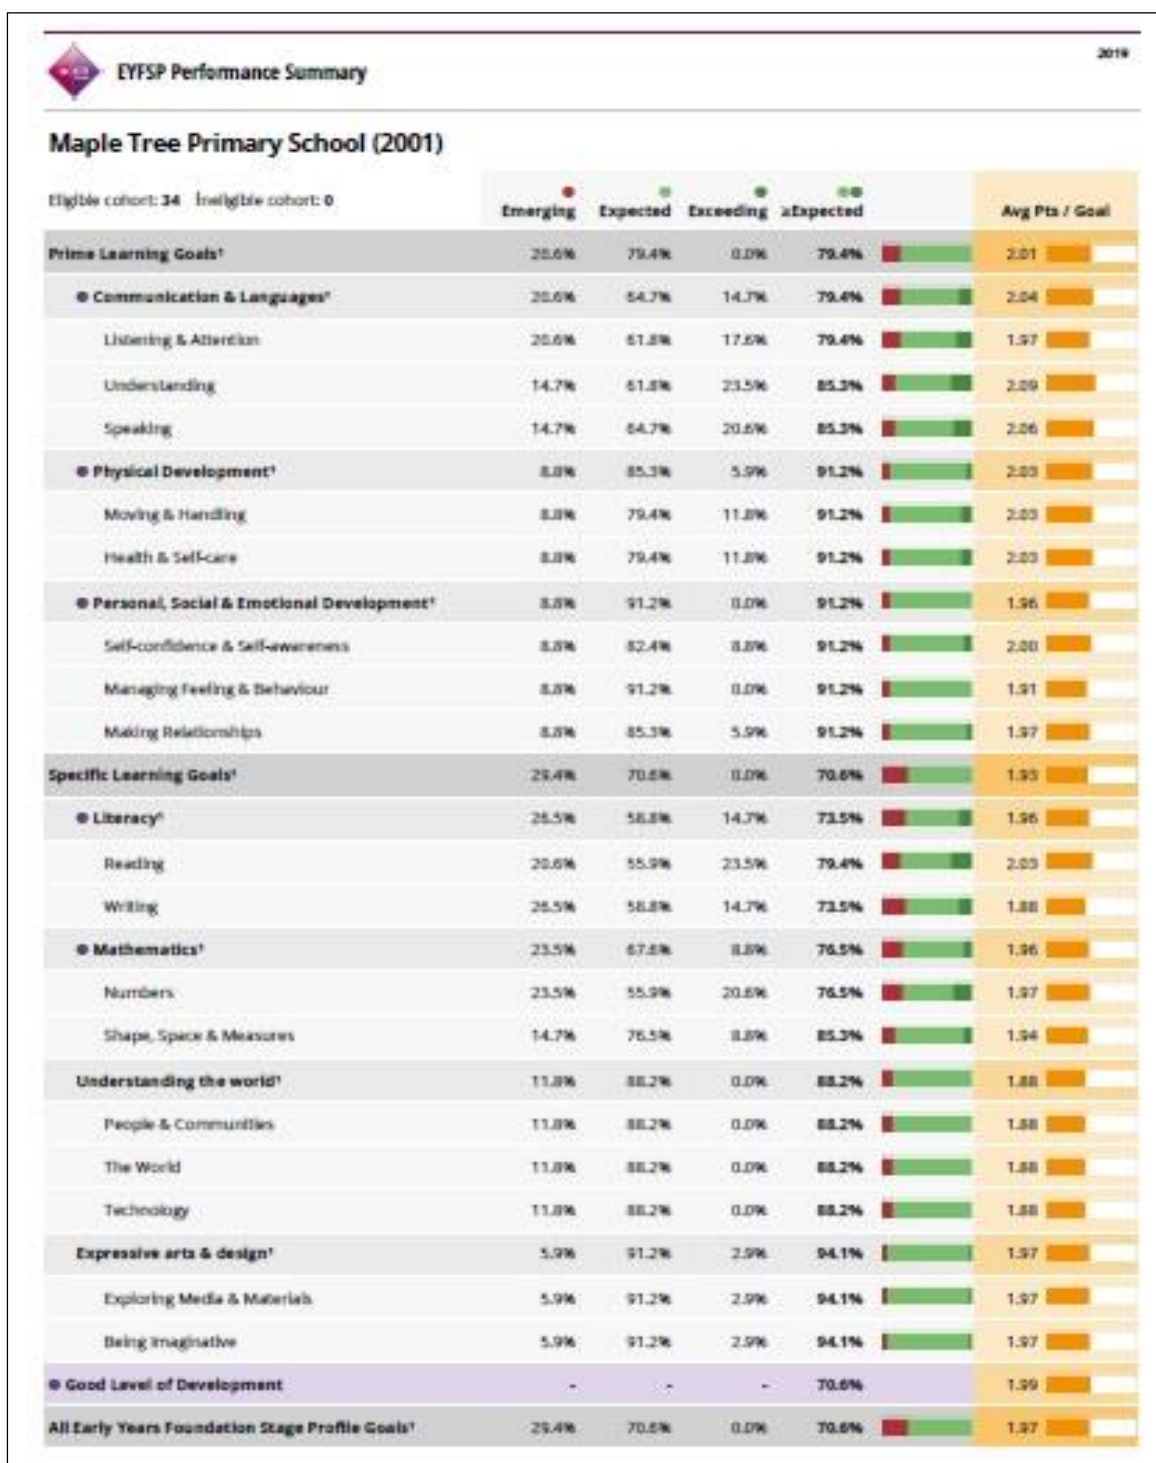 2019
EYFSP Performance Summary
Maple Tree Primary School (2001)
Eligible cohort: 34 Ineligible cohort: 0
Emerging Expected Exceeding ≥Expected Avg Pts / Goal
Prime Learning Goals† 20.6% 79.4% 0.0% 79.4% 2.01
Communication & Languages† 20.6% 64.7% 14.7% 79.4% 2.04
Listening & Attention 20.6% 61.8% 17.6% 79.4% 1.97
Understanding 14.7% 61.8% 23.5% 85.3% 2.09
Speaking 14.7% 64.7% 20.6% 85.3% 2.06
Physical Development† 8.8% 85.3% 5.9% 91.2% 2.03
Moving & Handling 8.8% 79.4% 11.8% 91.2% 2.03
Health & Self-care 8.8% 79.4% 11.8% 91.2% 2.03
Personal, Social & Emotional Development† 8.8% 91.2% 0.0% 91.2% 1.96
Self-confidence & Self-awareness 8.8% 82.4% 8.8% 91.2% 2.00
Managing Feeling & Behaviour 8.8% 91.2% 0.0% 91.2% 1.91
Making Relationships 8.8% 85.3% 5.9% 91.2% 1.97
Specific Learning Goals† 29.4% 70.6% 0.0% 70.6% 1.93
Literacy† 26.5% 58.8% 14.7% 73.5% 1.96
Reading 20.6% 55.9% 23.5% 79.4% 2.03
Writing 26.5% 58.8% 14.7% 73.5% 1.88
Mathematics† 23.5% 67.6% 8.8% 76.5% 1.96
Numbers 23.5% 55.9% 20.6% 76.5% 1.97
Shape, Space & Measures 14.7% 76.5% 8.8% 85.3% 1.94
Understanding the world† 11.8% 88.2% 0.0% 88.2% 1.88
People & Communities 11.8% 88.2% 0.0% 88.2% 1.88
The World 11.8% 88.2% 0.0% 88.2% 1.88
Technology 11.8% 88.2% 0.0% 88.2% 1.88
Expressive arts & design† 5.9% 91.2% 2.9% 94.1% 1.97
Exploring Media & Materials 5.9% 91.2% 2.9% 94.1% 1.97
Being Imaginative 5.9% 91.2% 2.9% 94.1% 1.97
Good Level of Development - - - 70.6% 1.99
All Early Years Foundation Stage Profile Goals† 29.4% 70.6% 0.0% 70.6% 1.97